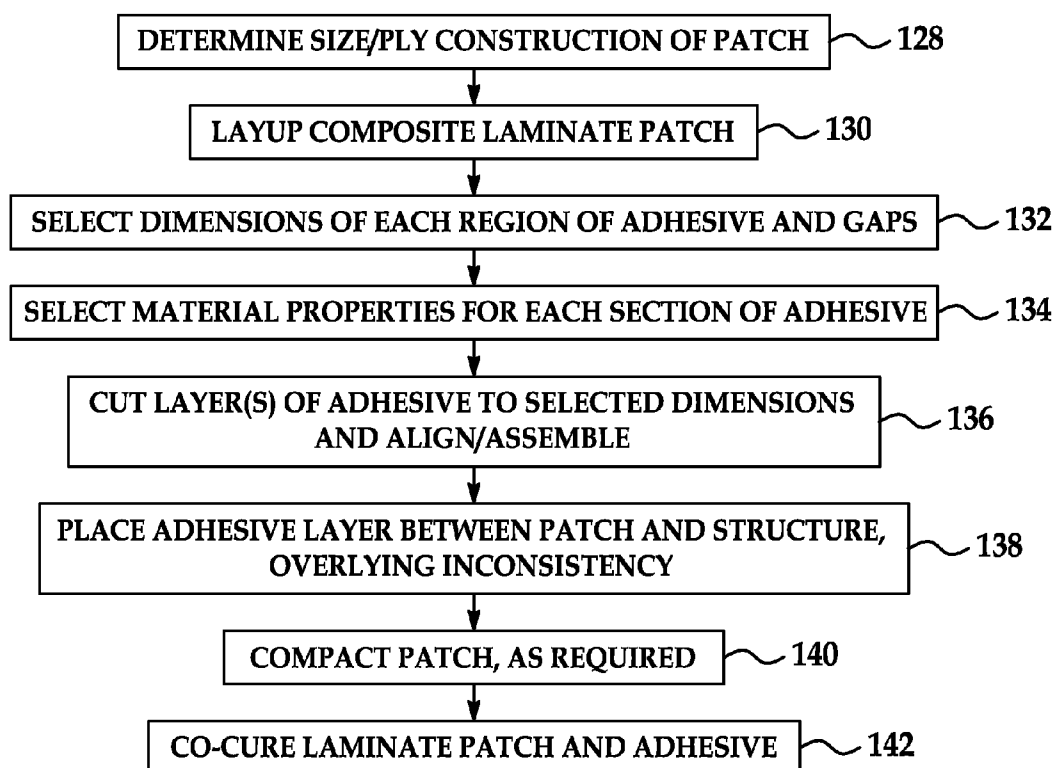 DETERMINE SIZE/PLY CONSTRUCTION OF PATCH 128
LAYUP COMPOSITE LAMINATE PATCH 130
SELECT DIMENSIONS OF EACH REGION OF ADHESIVE AND GAPS 132
SELECT MATERIAL PROPERTIES FOR EACH SECTION OF ADHESIVE 134
CUT LAYER(S) OF ADHESIVE TO SELECTED DIMENSIONS
AND ALIGN/ASSEMBLE 136
PLACE ADHESIVE LAYER BETWEEN PATCH AND STRUCTURE,
OVERLYING INCONSISTENCY 138
COMPACT PATCH, AS REQUIRED 140
CO-CURE LAMINATE PATCH AND ADHESIVE 142